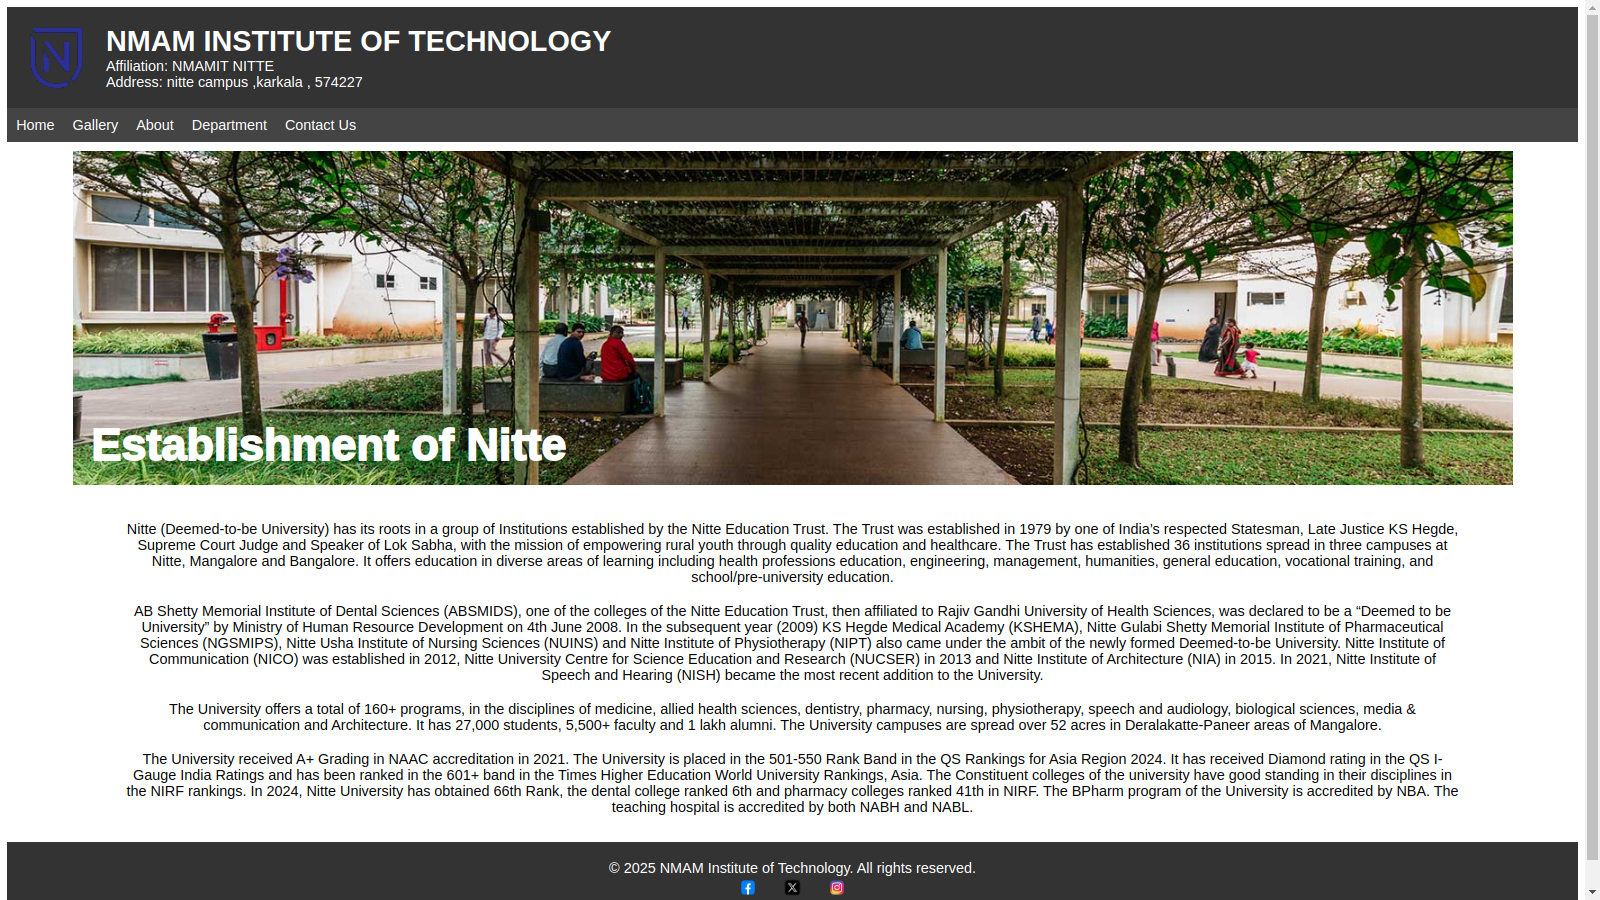 NMAM INSTITUTE OF TECHNOLOGY
Affiliation: NMAMIT NITTE
Address: nitte campus ,karkala , 574227
Home Gallery About Department Contact Us
Establishment of Nitte
Nitte (Deemed-to-be University) has its roots in a group of Institutions established by the Nitte Education Trust. The Trust was established in 1979 by one of India’s respected Statesman, Late Justice KS Hegde,
Supreme Court Judge and Speaker of Lok Sabha, with the mission of empowering rural youth through quality education and healthcare. The Trust has established 36 institutions spread in three campuses at
Nitte, Mangalore and Bangalore. It offers education in diverse areas of learning including health professions education, engineering, management, humanities, general education, vocational training, and
school/pre-university education.
AB Shetty Memorial Institute of Dental Sciences (ABSMIDS), one of the colleges of the Nitte Education Trust, then affiliated to Rajiv Gandhi University of Health Sciences, was declared to be a “Deemed to be
University” by Ministry of Human Resource Development on 4th June 2008. In the subsequent year (2009) KS Hegde Medical Academy (KSHEMA), Nitte Gulabi Shetty Memorial Institute of Pharmaceutical
Sciences (NGSMIPS), Nitte Usha Institute of Nursing Sciences (NUINS) and Nitte Institute of Physiotherapy (NIPT) also came under the ambit of the newly formed Deemed-to-be University. Nitte Institute of
Communication (NICO) was established in 2012, Nitte University Centre for Science Education and Research (NUCSER) in 2013 and Nitte Institute of Architecture (NIA) in 2015. In 2021, Nitte Institute of
Speech and Hearing (NISH) became the most recent addition to the University.
The University offers a total of 160+ programs, in the disciplines of medicine, allied health sciences, dentistry, pharmacy, nursing, physiotherapy, speech and audiology, biological sciences, media &
communication and Architecture. It has 27,000 students, 5,500+ faculty and 1 lakh alumni. The University campuses are spread over 52 acres in Deralakatte-Paneer areas of Mangalore.
The University received A+ Grading in NAAC accreditation in 2021. The University is placed in the 501-550 Rank Band in the QS Rankings for Asia Region 2024. It has received Diamond rating in the QS I-
Gauge India Ratings and has been ranked in the 601+ band in the Times Higher Education World University Rankings, Asia. The Constituent colleges of the university have good standing in their disciplines in
the NIRF rankings. In 2024, Nitte University has obtained 66th Rank, the dental college ranked 6th and pharmacy colleges ranked 41th in NIRF. The BPharm program of the University is accredited by NBA. The
teaching hospital is accredited by both NABH and NABL.
© 2025 NMAM Institute of Technology. All rights reserved.